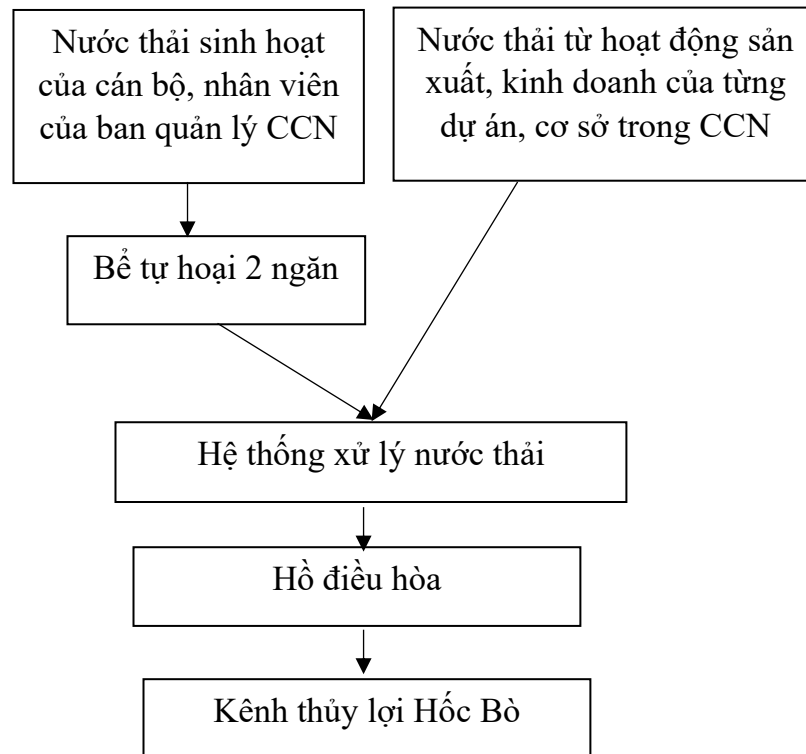 Nước thải sinh hoạt
của cán bộ, nhân viên
của ban quản lý CCN
Nước thải từ hoạt động sản
xuất, kinh doanh của từng
dự án, cơ sở trong CCN
Bể tự hoại 2 ngăn
Hệ thống xử lý nước thải
Hồ điều hòa
Kênh thủy lợi Hốc Bò